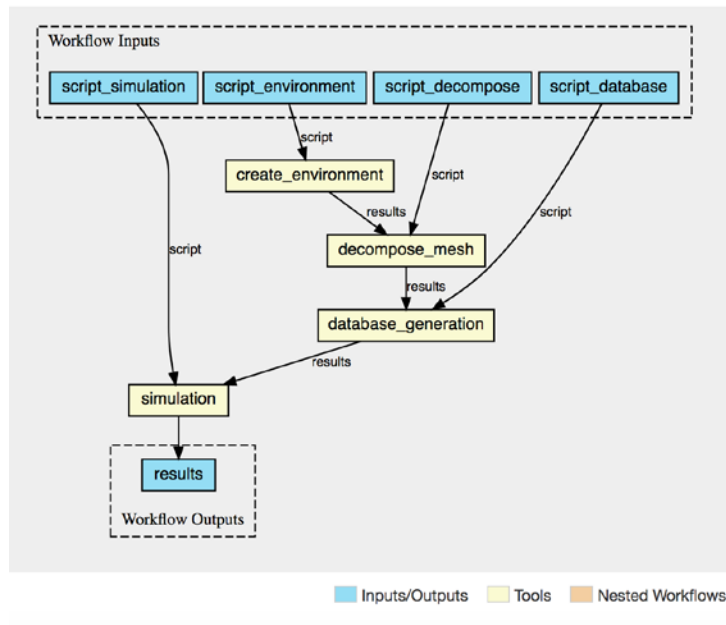 Workflow Inputs
script_simulation script_environment script_decompose script_database
script
create_environment
script
results
script
decompose_mesh
script
results
database_generation
results
simulation
results
Workflow Outputs
Inputs/Outputs Tools Nested Workflows